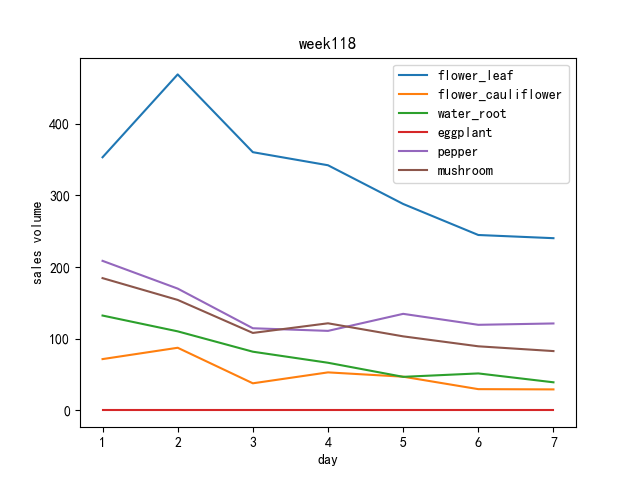 week118
flower_leaf
flower_cauliflower
water_root
eggplant
pepper
mushroom
sales volume
400
300
200
100
0
1 2 3 4 5 6 7
day